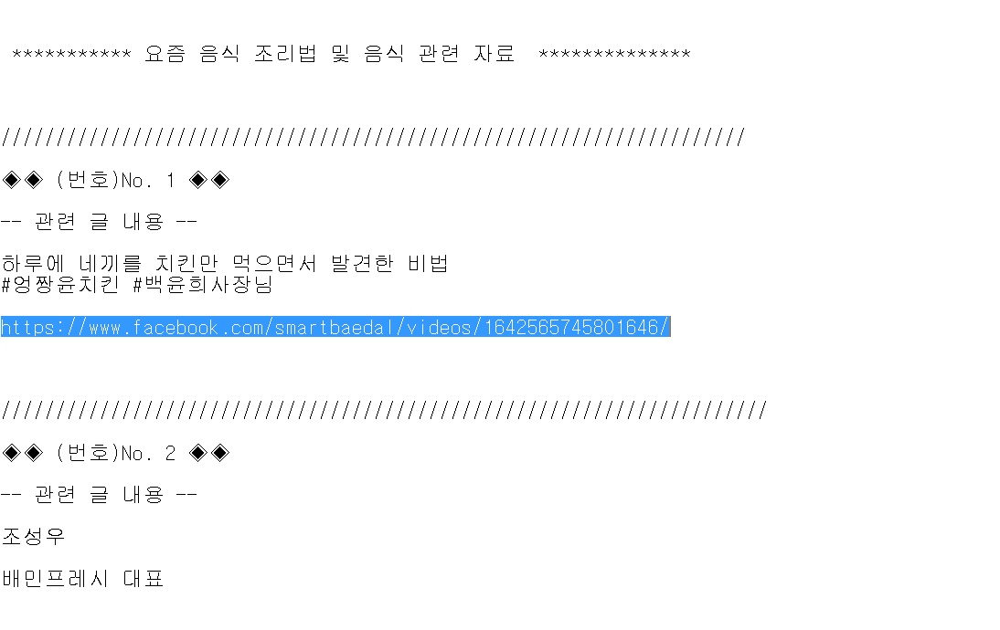 *********** 요즘 음식 조리법 및 음식 관련 자료 **************
////////////////////////////////////////////////////////////////////
◈◈ (번호)No. 1 ◈◈
-- 관련 글 내용 --
하루에 네끼를 치킨만 먹으면서 발견한 비법
#엉짱윤치킨 #백윤희사장님
https://www.facebook.com/smartbaedal/videos/1642565745801646/
//////////////////////////////////////////////////////////////////////
◈◈ (번호)No. 2 ◈◈
-- 관련 글 내용 --
조성우
배민프레시 대표